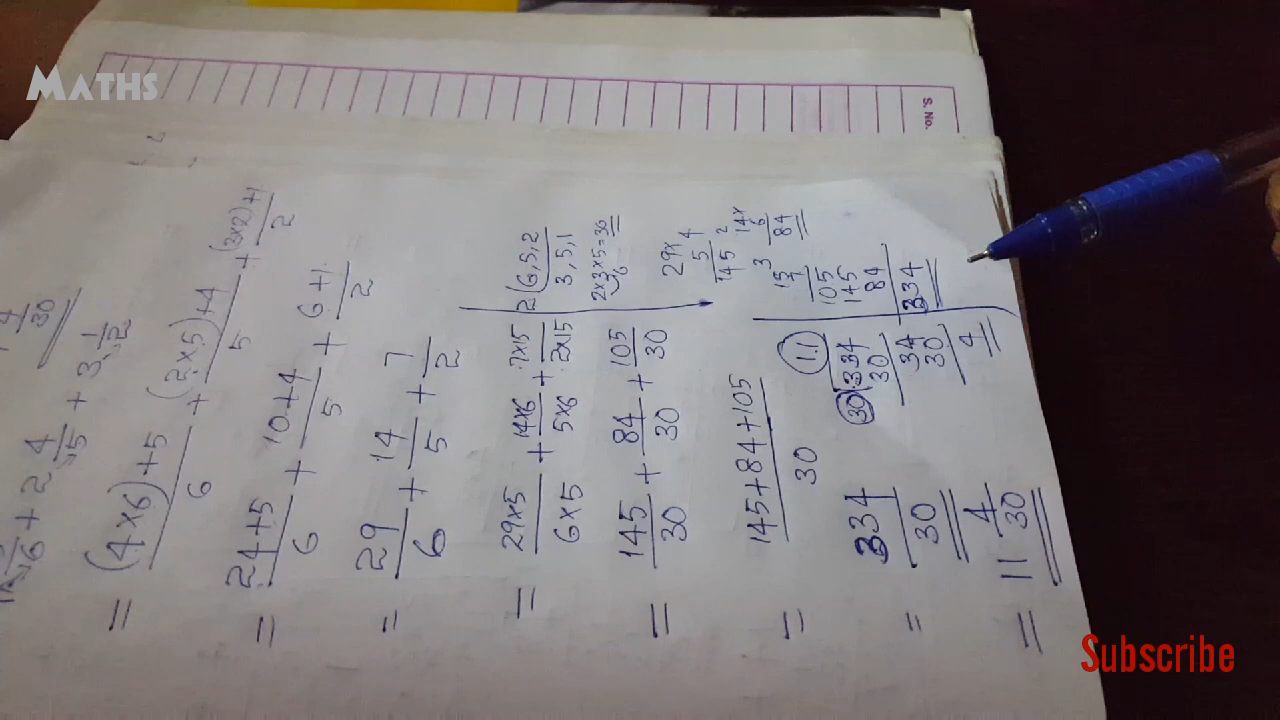 MATHS
S. No.
4/30
6 + 2 4/5 + 3 1/2
= (4×6)+5/6 + (2×5)+4/5 + (3×2)+1/2
= 24+5/6 + 10+4/5 + 6+1/2
= 29/6 + 14/5 + 7/2
= 29×5/6×5 + 14×6/5×6 + 7×15/2×15
= 145/30 + 84/30 + 105/30
= 145+84+105/30
= 334/30
= 11 4/30
2(6,5,2
3,5,1
2×3×5=30
6
29× 4
5
145
2
14×
6
84
15 3
7
105
145
84
334
11
30 334
30
34
30
4
Subscribe